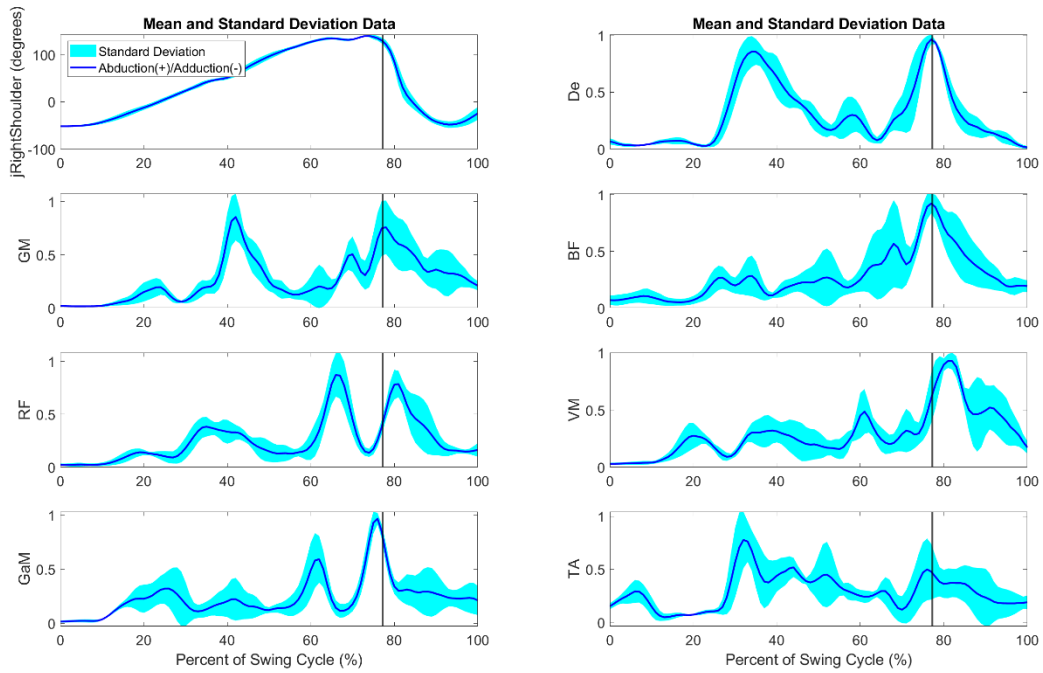 Mean and Standard Deviation Data
jRightShoulder (degrees)
100
0
-100
Standard Deviation
Abduction(+)/Adduction(-)
0 20 40 60 80 100
Mean and Standard Deviation Data
De
1
0.5
0
0 20 40 60 80 100
GM
1
0.5
0
0 20 40 60 80 100
BF
1
0.5
0
0 20 40 60 80 100
RF
1
0.5
0
0 20 40 60 80 100
VM
1
0.5
0
0 20 40 60 80 100
GaM
1
0.5
0
0 20 40 60 80 100
Percent of Swing Cycle (%)
TA
1
0.5
0
0 20 40 60 80 100
Percent of Swing Cycle (%)